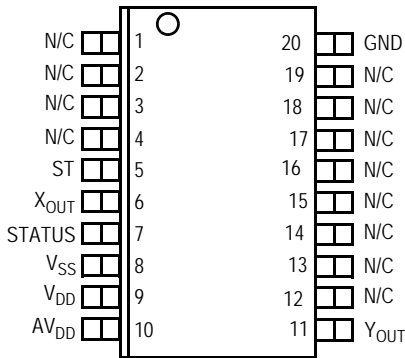 N/C 1 20 GND
N/C 2 19 N/C
N/C 3 18 N/C
N/C 4 17 N/C
ST 5 16 N/C
XOUT 6 15 N/C
STATUS 7 14 N/C
VSS 8 13 N/C
VDD 9 12 N/C
AVDD 10 11 YOUT